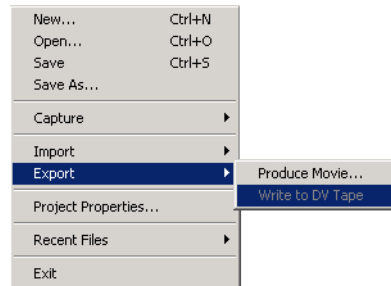 New... Ctrl+N
Open... Ctrl+O
Save Ctrl+S
Save As...
Capture
Import
Export
Produce Movie...
Write to DV Tape
Project Properties...
Recent Files
Exit